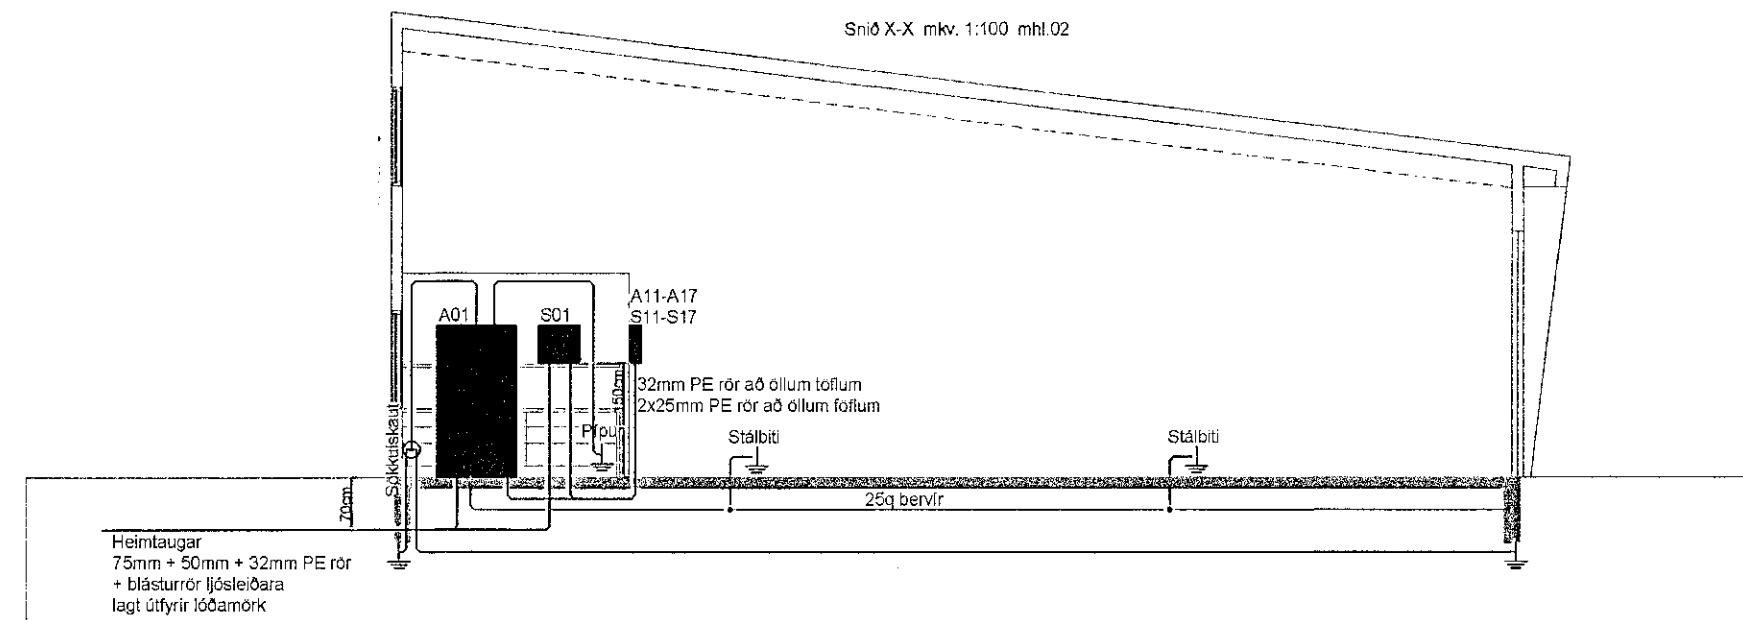 Snið X-X mkv. 1:100 mhl.02
A11-A17
S11-S17
A01
S01
32mm PE rör að öllum töflum
2x25mm PE rör að öllum töflum
50cm
Pípu
Stálbiti
Stálbiti
Sökkulskaut
70cm
25q bervír
Heimtaugar
75mm + 50mm + 32mm PE rör
+ blásturrör ljósleiðara
lagt útfyrir lóðamörk